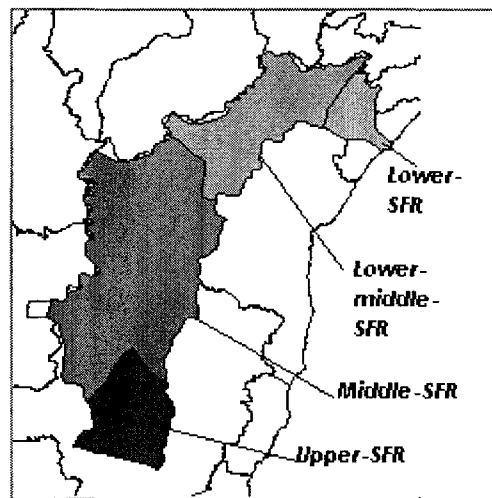 Lower-
SFR
Lower-
middle-
SFR
Middle-SFR
Upper-SFR